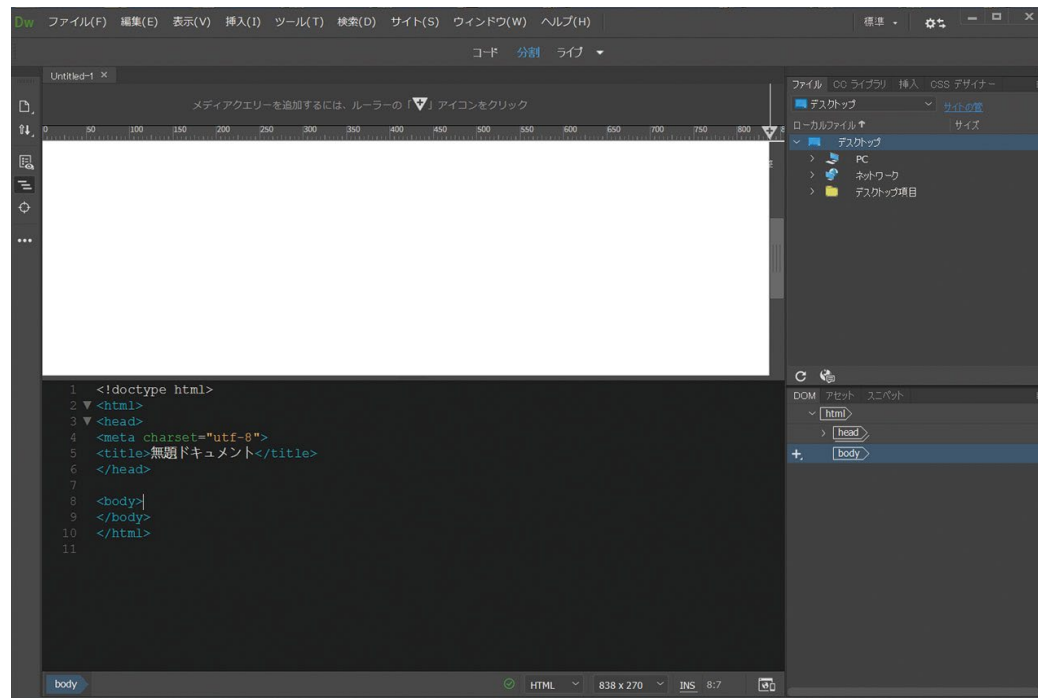 Dw ファイル(F) 編集(E) 表示(V) 挿入(I) ツール(T) 検索(D) サイト(S) ウィンドウ(W) ヘルプ(H) 標準
コード 分割 ライブ
Untitled-1 ×
メディアクエリーを追加するには、ルーラーの「 」アイコンをクリック
0 50 100 150 200 250 300 350 400 450 500 550 600 650 700 750 800 8
1 <!doctype html>
2 <html>
3 <head>
4 <meta charset="utf-8">
5 <title>無題ドキュメント</title>
6 </head>
7
8 <body>
9 </body>
10 </html>
11
body HTML 838 x 270 INS 8:7
ファイル CC ライブラリ 挿入 CSS デザイナー
デスクトップ サイトの管
ローカルファイル↑ サイズ
デスクトップ
PC
ネットワーク
デスクトップ項目
DOM アセット スニペット
html
head
body